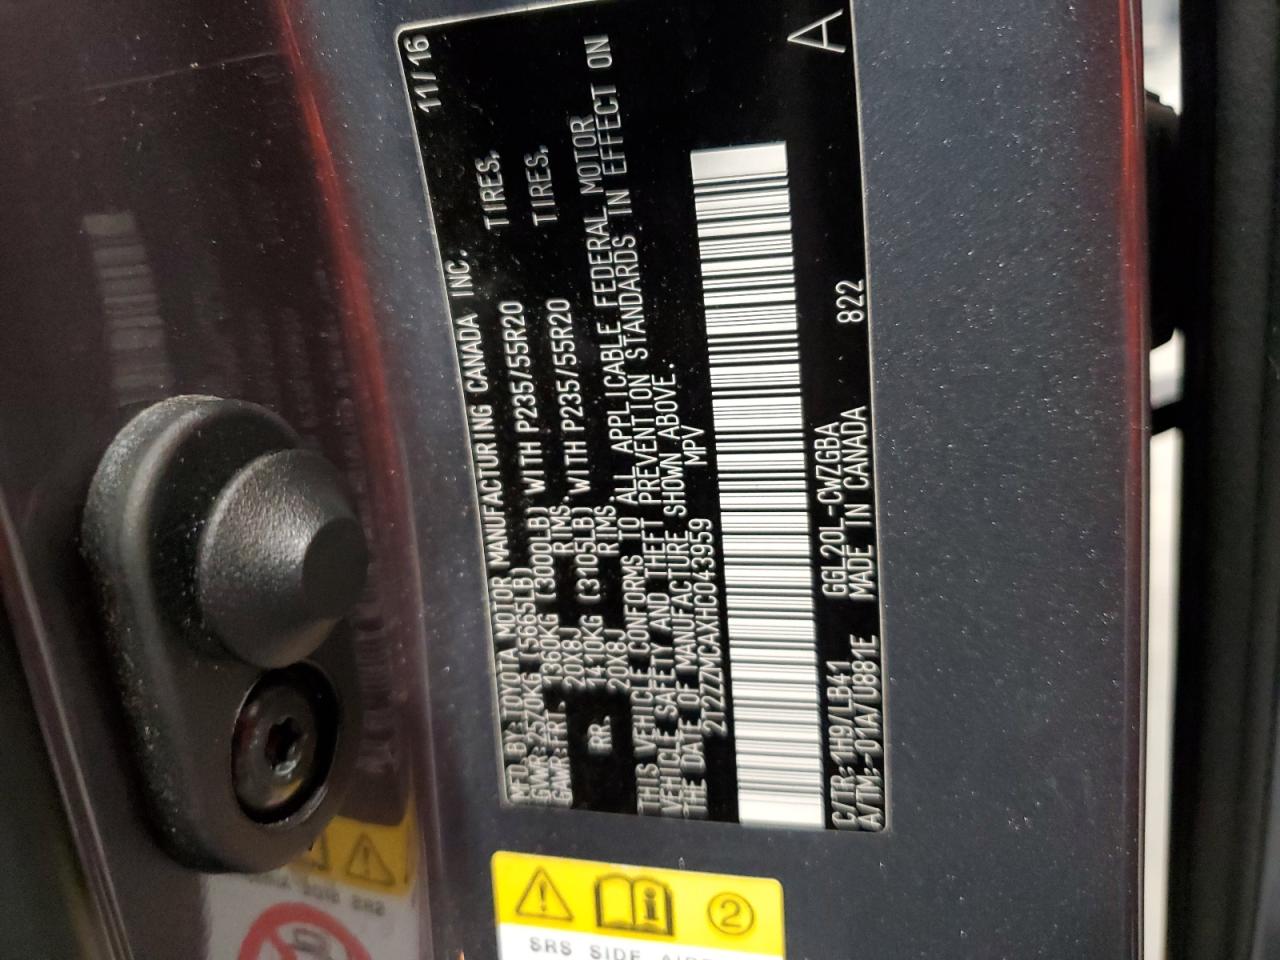 MFD. BY: TOYOTA MOTOR MANUFACTURING CANADA INC. 11/16
GVWR: 2570KG (5665LB)
GAWR: FRT. 1360KG (3000LB) WITH P235/55R20 TIRES,
20X8J RIMS.
RR. 1410KG (3105LB) WITH P235/55R20 TIRES,
20X8J RIMS.
THIS VEHICLE CONFORMS TO ALL APPLICABLE FEDERAL MOTOR
VEHICLE SAFETY AND THEFT PREVENTION STANDARDS IN EFFECT ON
THE DATE OF MANUFACTURE SHOWN ABOVE.
2T2ZZMCAXHC043959 MPV
C/TR: 1H9/LB41 GGL20L-CWZGBA 822 A
A/TM: -01A/U881E MADE IN CANADA
2
SRS SIDE